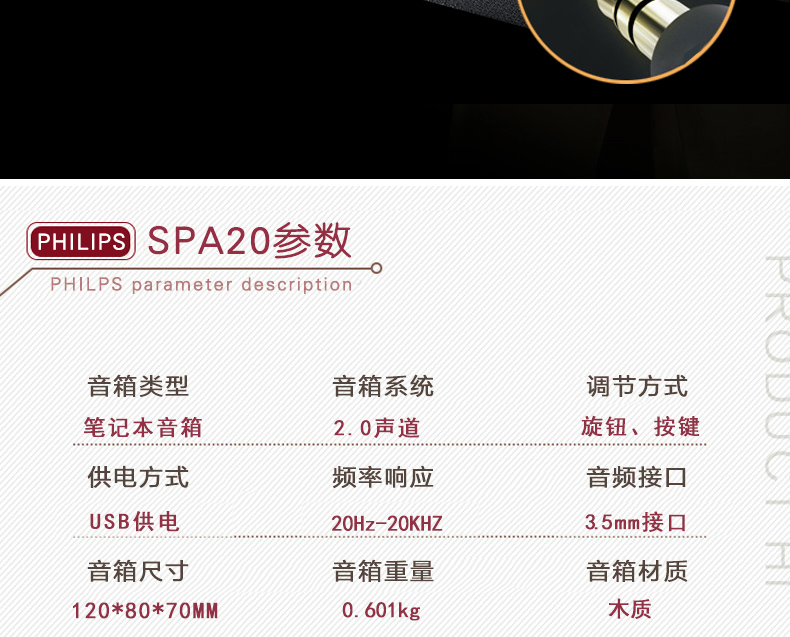 PHILIPS SPA20参数
PHILPS parameter description
音箱类型 音箱系统 调节方式
笔记本音箱 2.0声道 旋钮、按键
供电方式 频率响应 音频接口
USB供电 20Hz-20KHZ 3.5mm接口
音箱尺寸 音箱重量 音箱材质
120*80*70MM 0.601kg 木质
PRODUCT